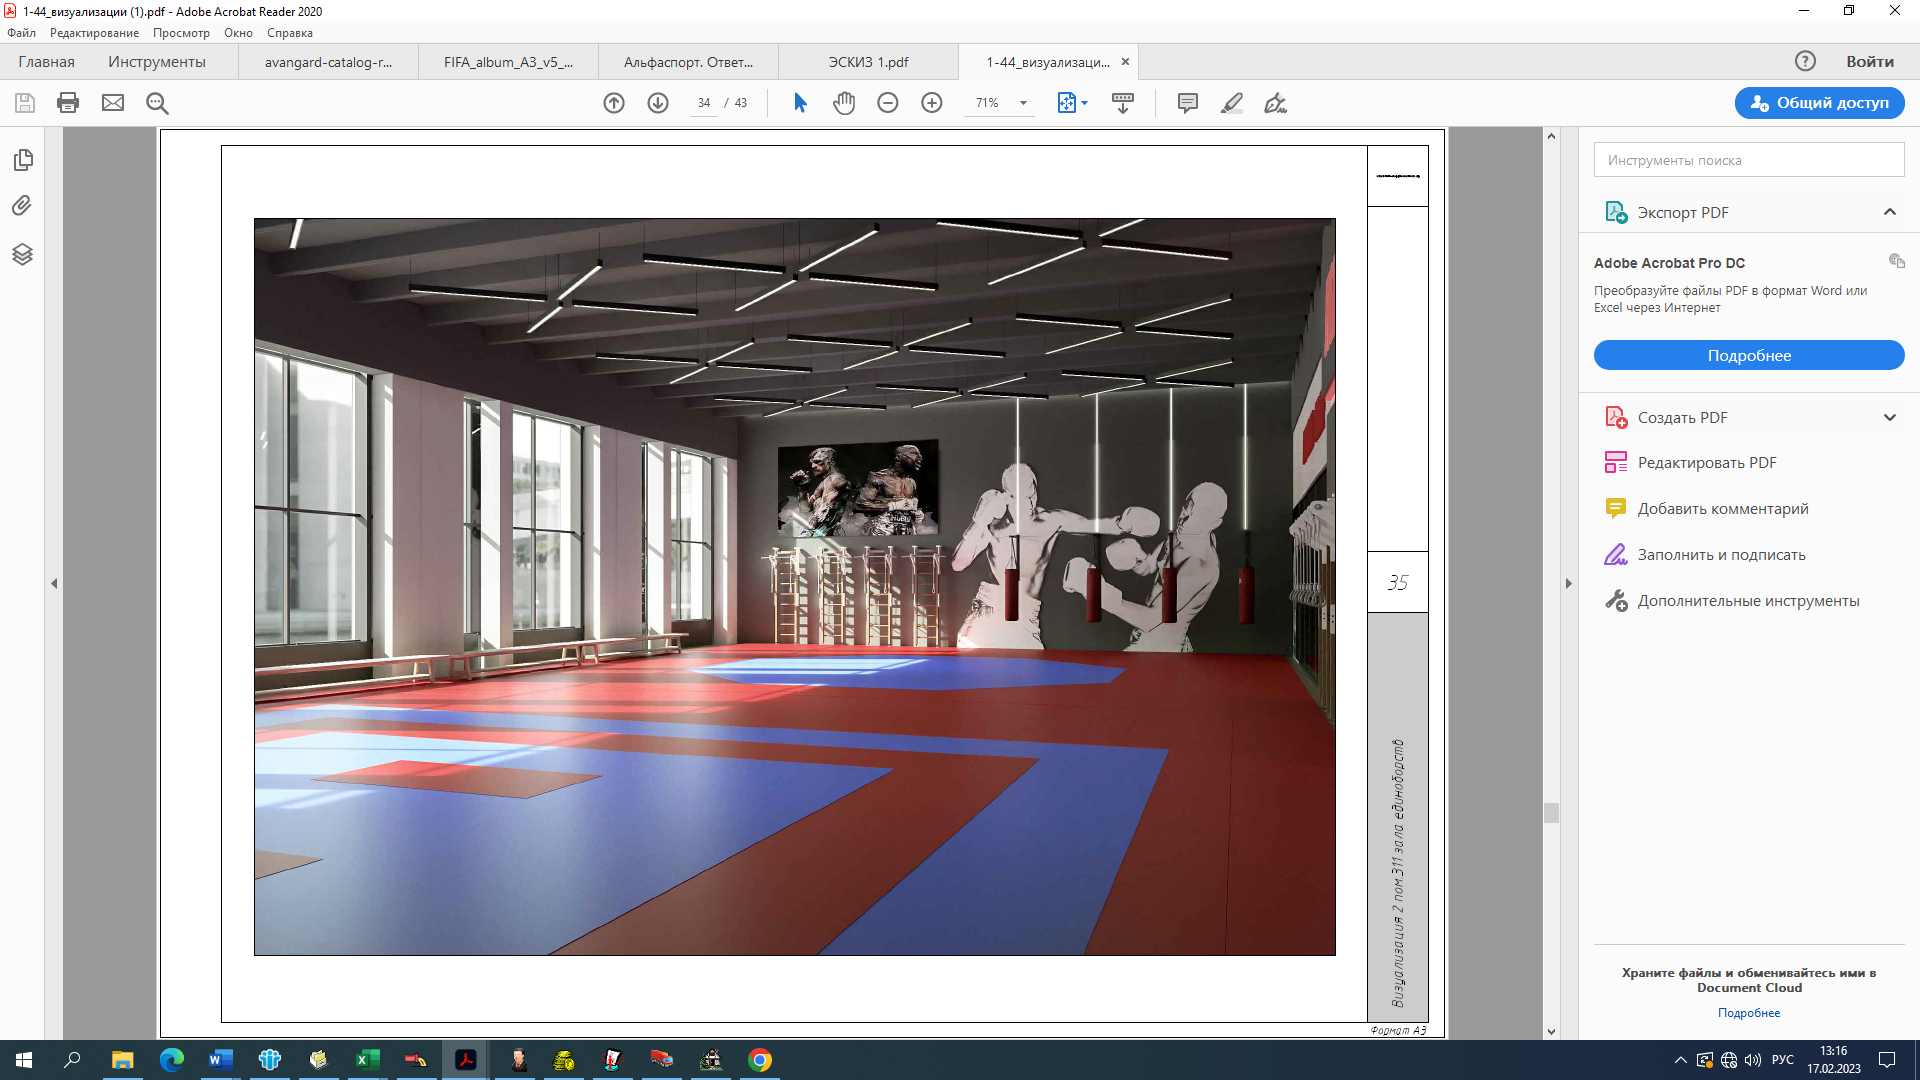 1-44_визуализации (1).pdf - Adobe Acrobat Reader 2020
Файл Редактирование Просмотр Окно Справка
Главная Инструменты avangard-catalog-r... FIFA_album_A3_v5_... Альфаспорт. Ответ... ЭСКИЗ 1.pdf 1-44_визуализаци... Войти
34 / 43 71% Общий доступ
Инструменты поиска
Экспорт PDF
Adobe Acrobat Pro DC
Преобразуйте файлы PDF в формат Word или
Excel через Интернет
Подробнее
Создать PDF
Редактировать PDF
Добавить комментарий
Заполнить и подписать
Дополнительные инструменты
Храните файлы и обменивайтесь ими в
Document Cloud
Подробнее
35
Визуализация 2 пом.311 зала единоборств
Формат А3
РУС
13:16
17.02.2023